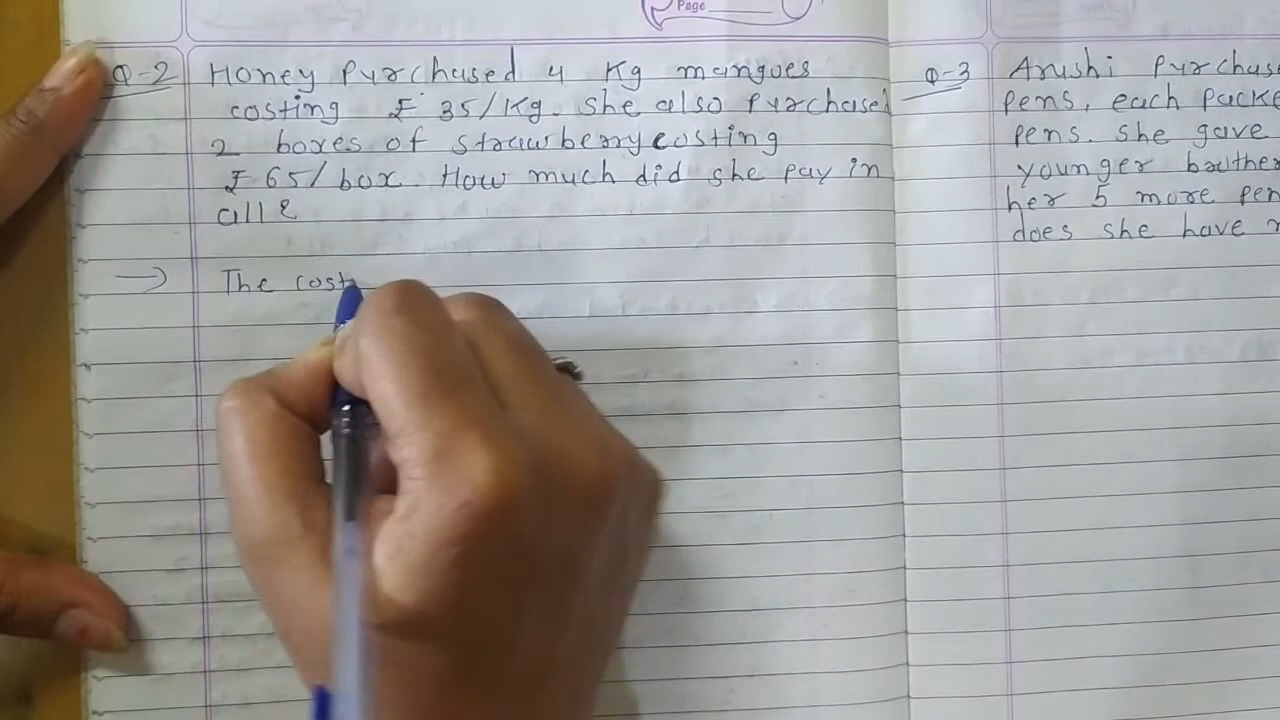 Page
Q-2 Honey Purchased 4 Kg mangoes
costing ₹ 35/Kg. She also purchased
2 boxes of strawberry costing
₹ 65/box. How much did she pay in
all?
→ The cost
Q-3 Arushi Purchas
pens, each packe
pens. She gave
younger brother
her 5 more pen
does she have